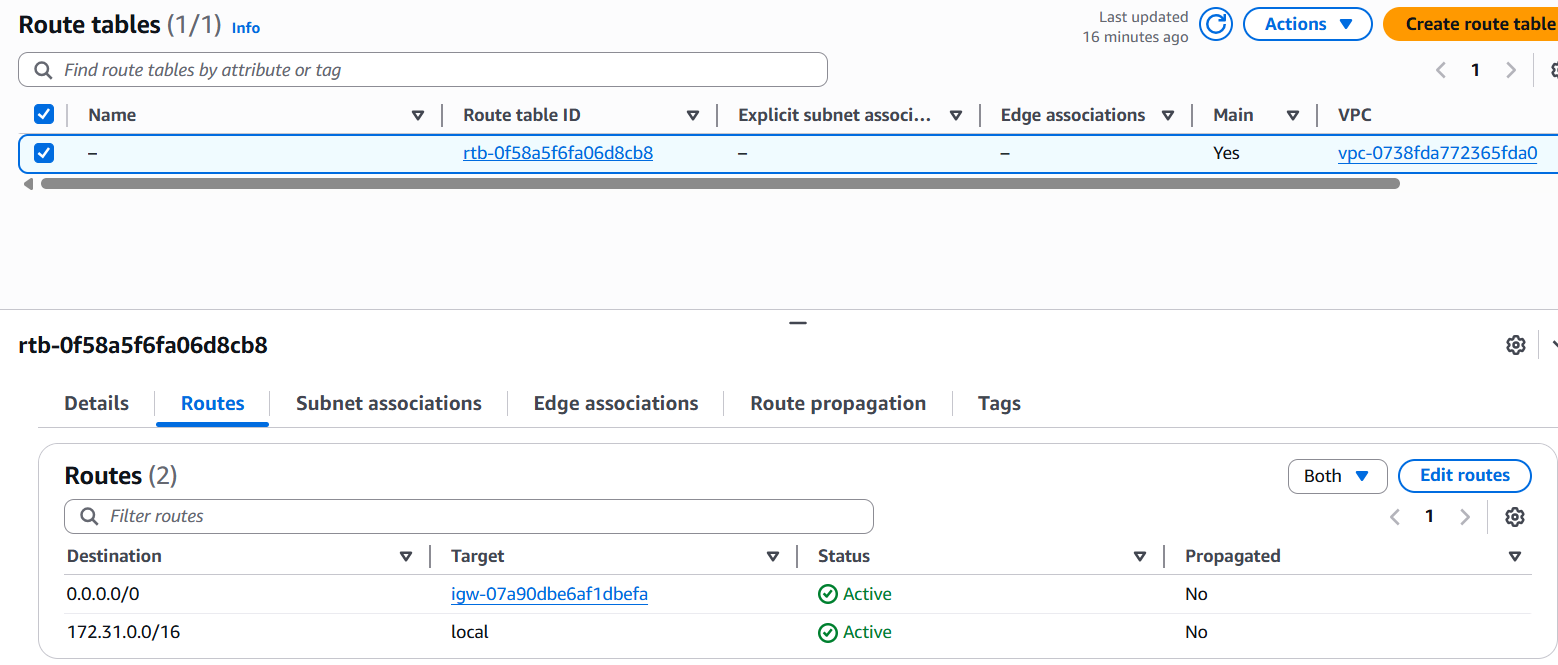 Route tables (1/1) Info
Last updated
16 minutes ago
Actions
Create route table
Find route tables by attribute or tag
1
Name Route table ID Explicit subnet associ... Edge associations Main VPC
– rtb-0f58a5f6fa06d8cb8 – – Yes vpc-0738fda772365fda0
rtb-0f58a5f6fa06d8cb8
Details Routes Subnet associations Edge associations Route propagation Tags
Routes (2)
Both
Edit routes
Filter routes
1
Destination Target Status Propagated
0.0.0.0/0 igw-07a90dbe6af1dbefa Active No
172.31.0.0/16 local Active No